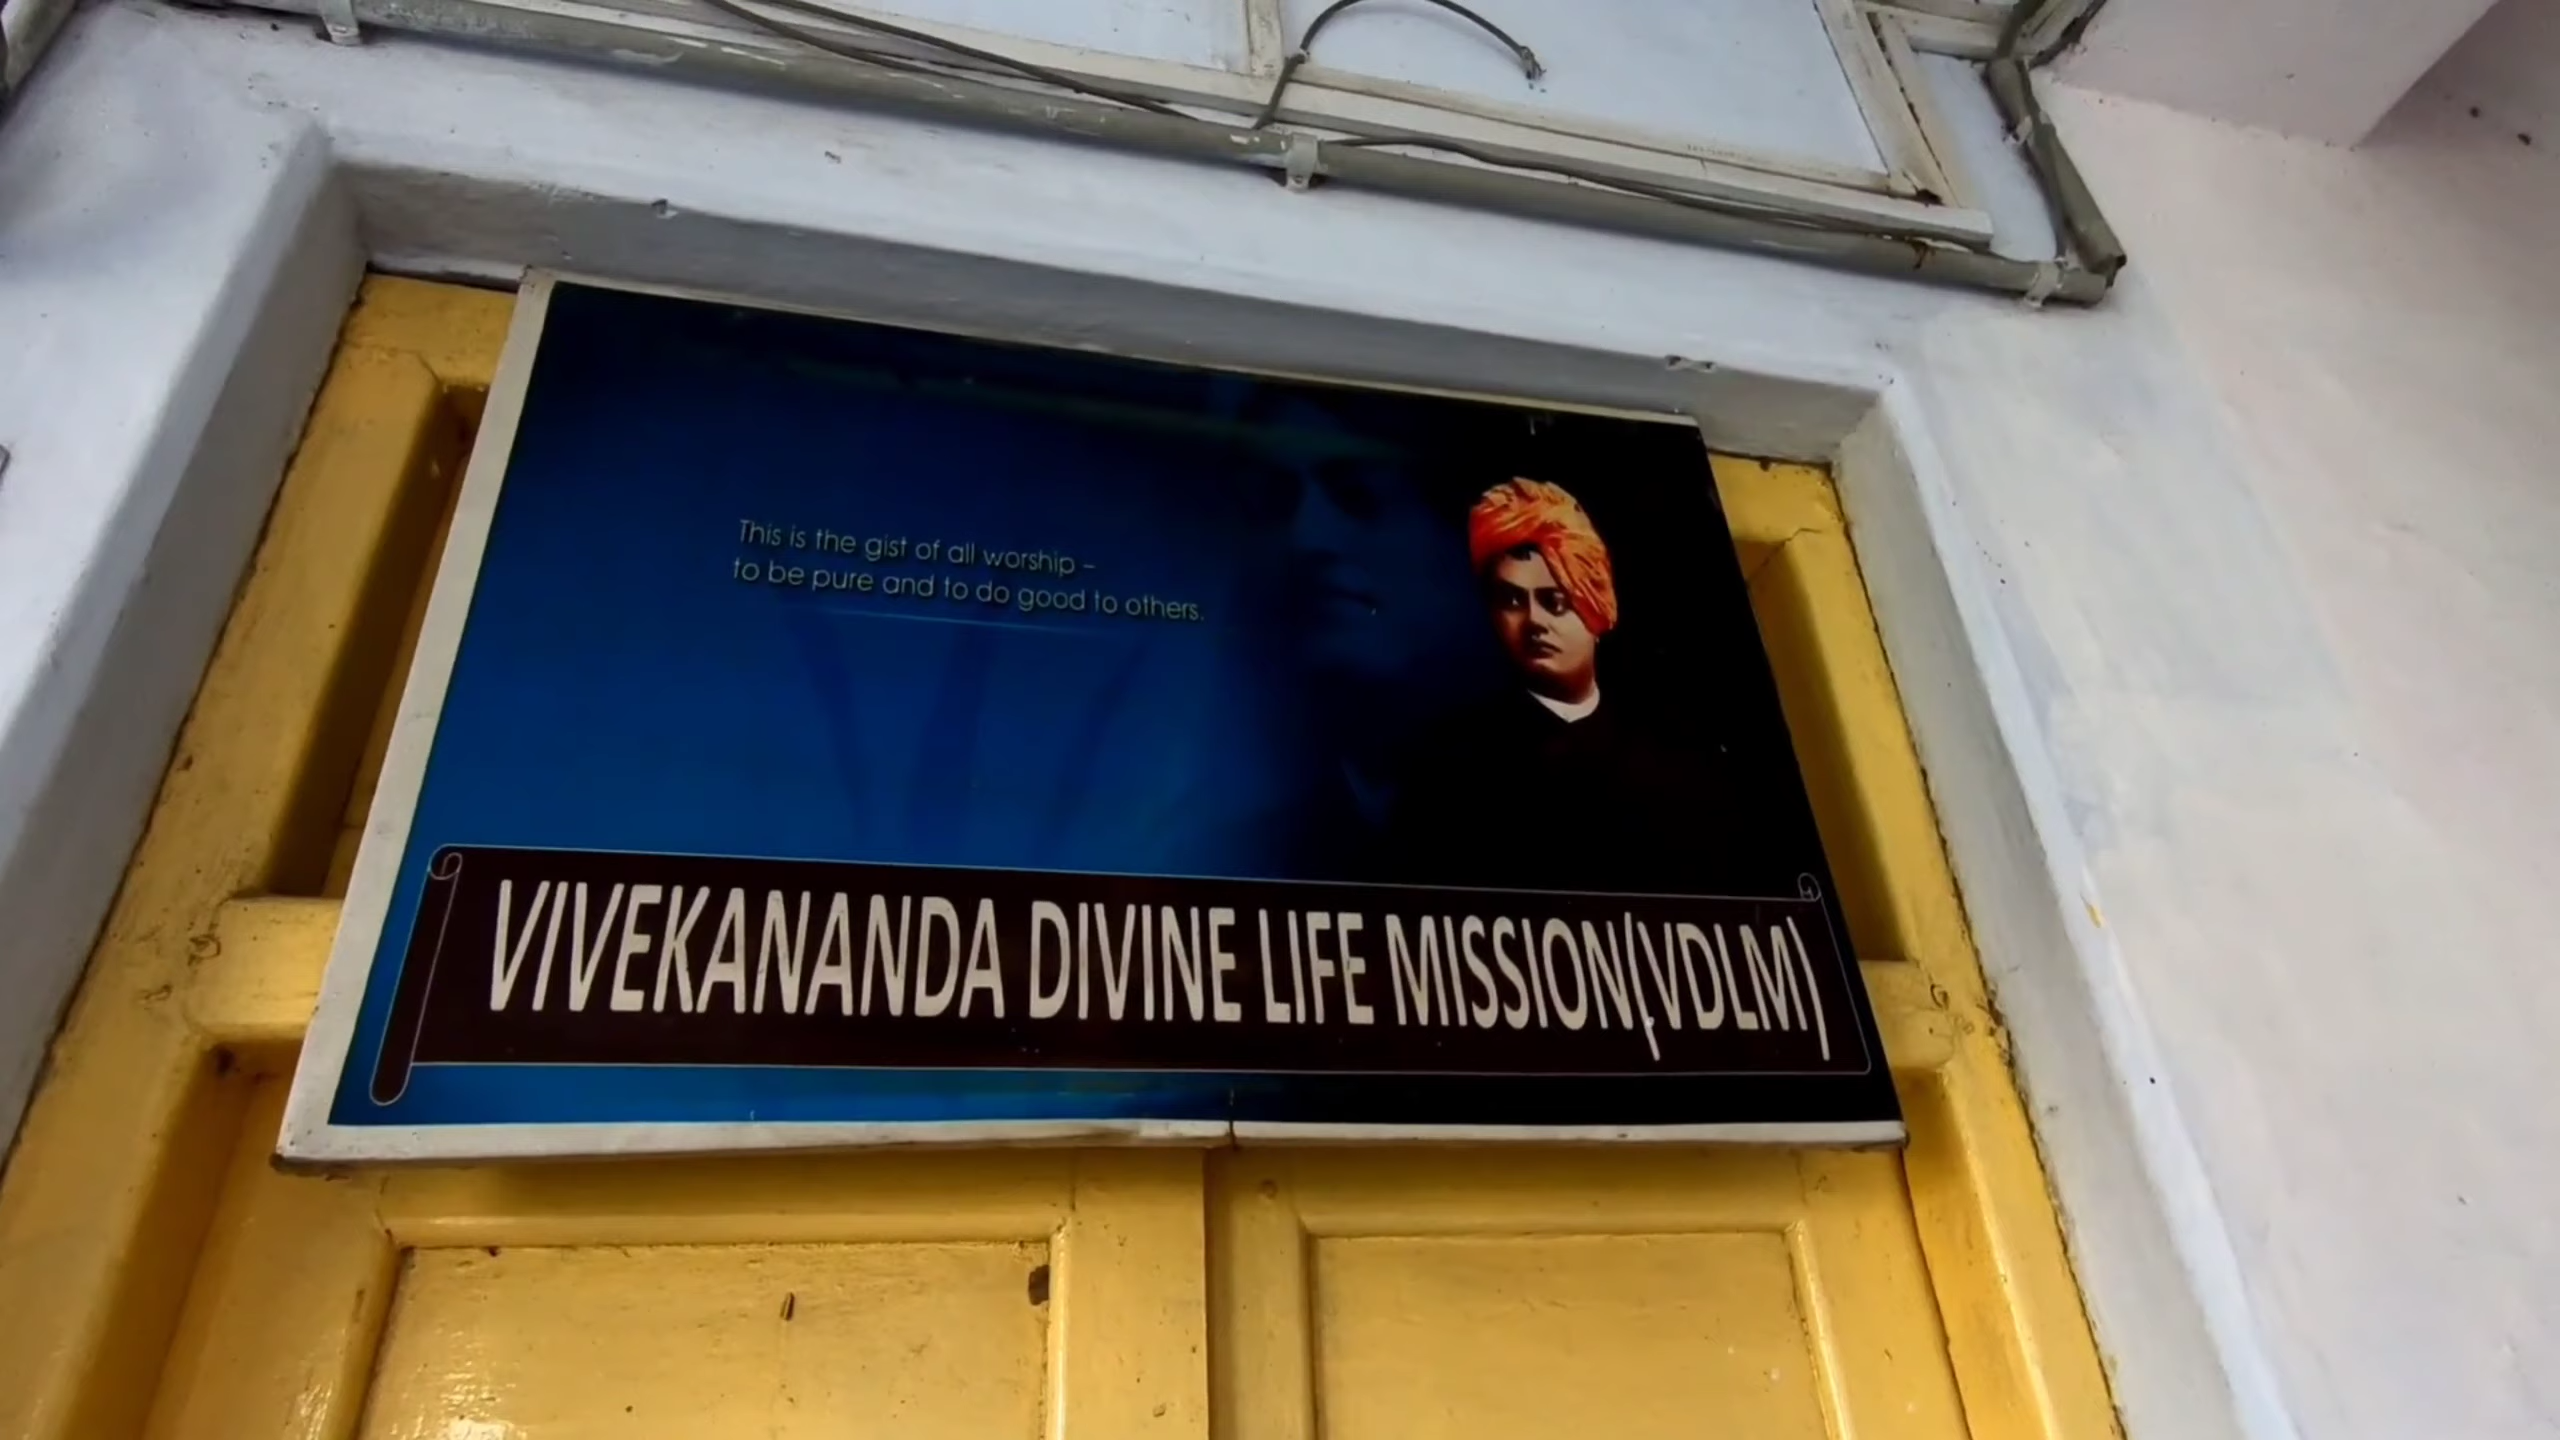 This is the gist of all worship –
to be pure and to do good to others.
VIVEKANANDA DIVINE LIFE MISSION(VDLM)